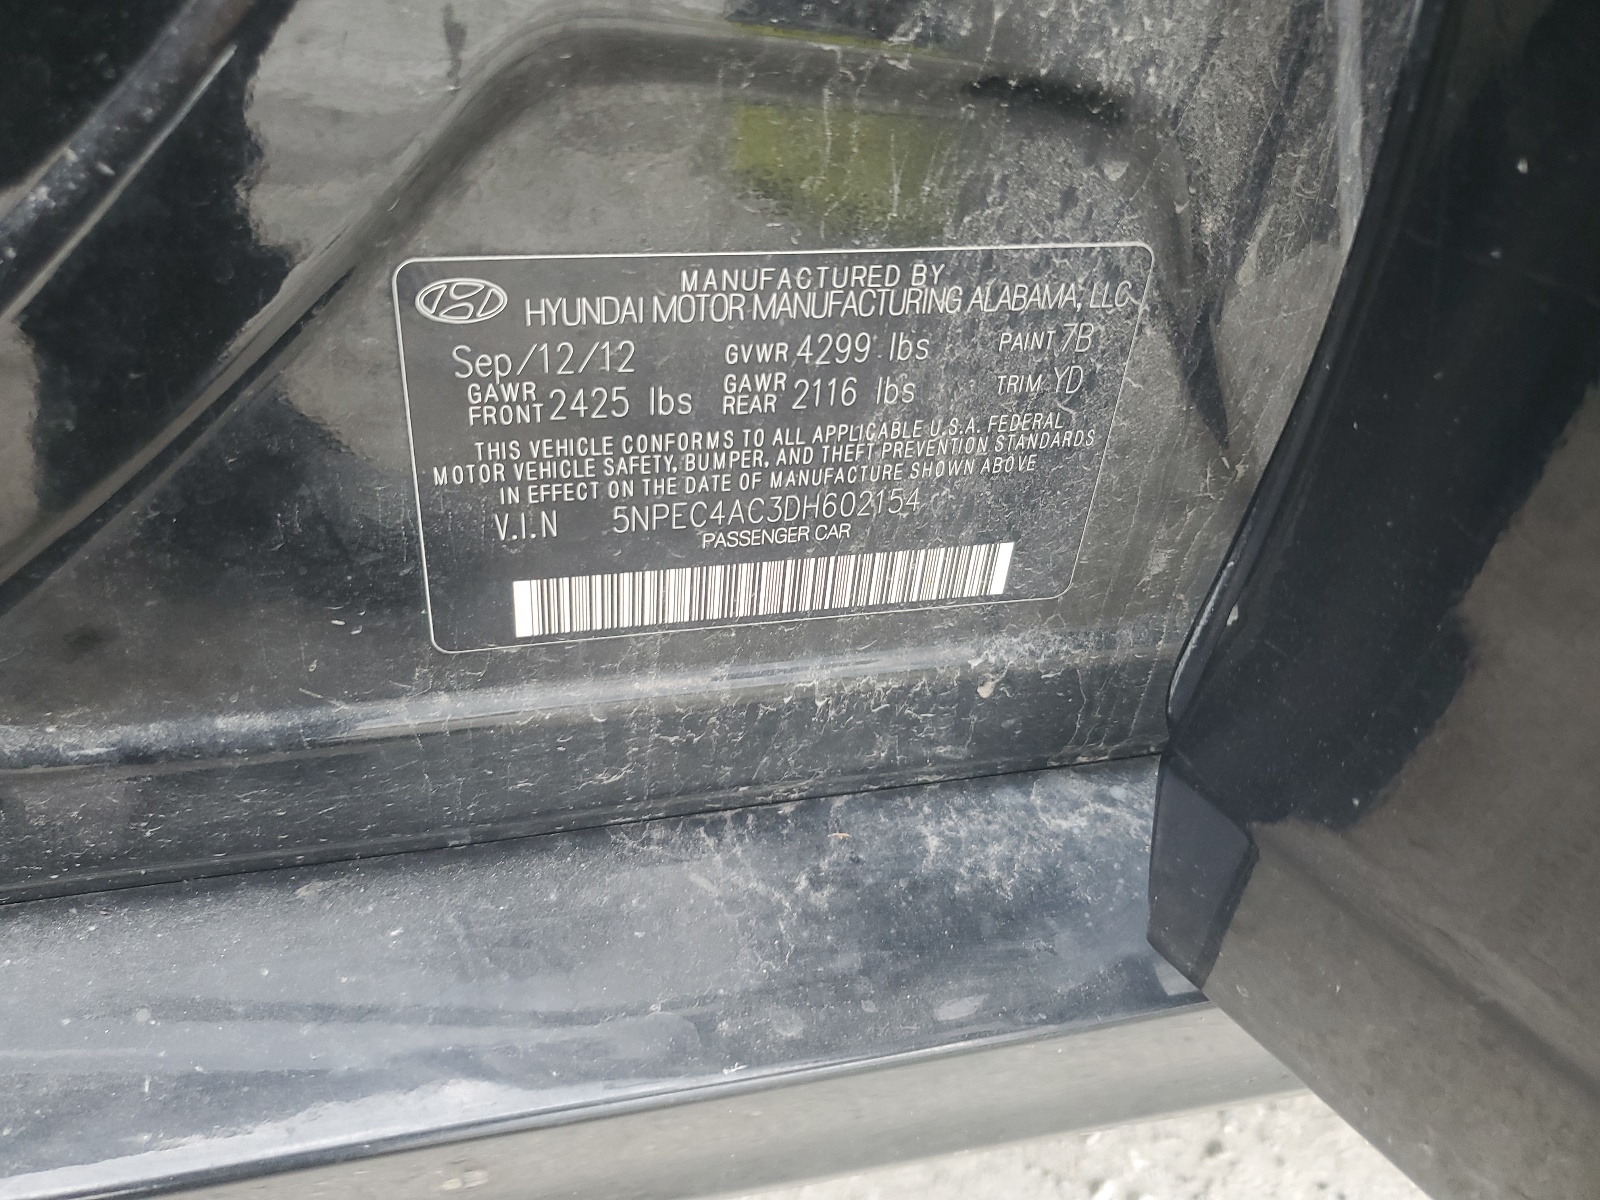 MANUFACTURED BY
HYUNDAI MOTOR MANUFACTURING ALABAMA, LLC
Sep/12/12 GVWR 4299 lbs PAINT 7B
GAWR FRONT 2425 lbs GAWR REAR 2116 lbs TRIM YD
THIS VEHICLE CONFORMS TO ALL APPLICABLE U.S.A. FEDERAL
MOTOR VEHICLE SAFETY, BUMPER, AND THEFT PREVENTION STANDARDS
IN EFFECT ON THE DATE OF MANUFACTURE SHOWN ABOVE
V.I.N 5NPEC4AC3DH602154
PASSENGER CAR